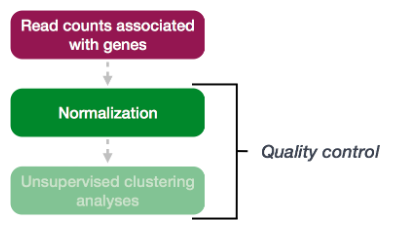 Read counts associated
with genes
Normalization
Quality control
Unsupervised clustering
analyses